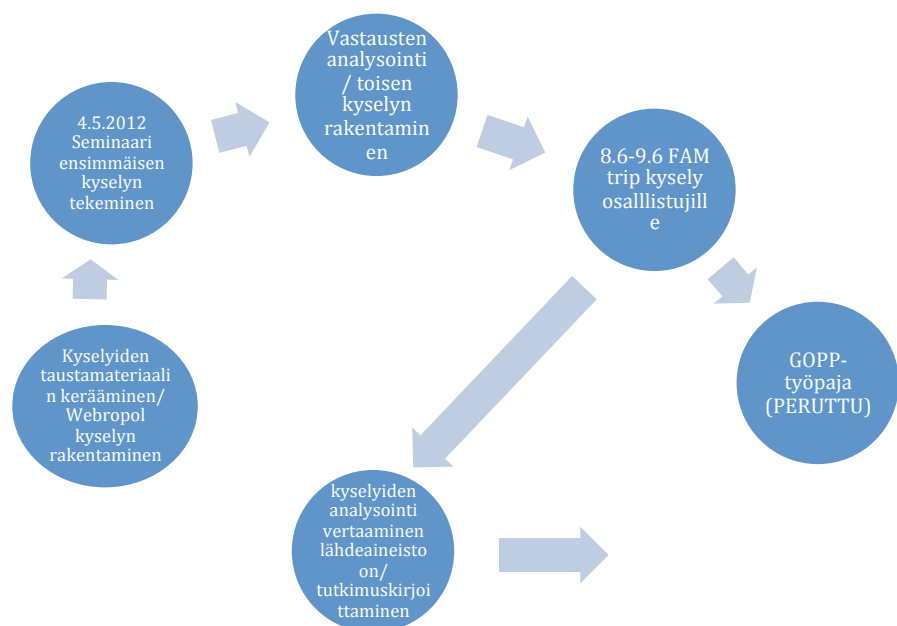 Kyselyiden
taustamateriaali
n kerääminen/
Webropol
kyselyn
rakentaminen
4.5.2012
Seminaari
ensimmäisen
kyselyn
tekeminen
Vastausten
analysointi
/ toisen
kyselyn
rakentamin
en
8.6-9.6 FAM
trip kysely
osalllistujill
e
GOPP-
työpaja
(PERUTTU)
kyselyiden
analysointi
vertaaminen
lähdeaineisto
on/
tutkimuskirjoi
ttaminen